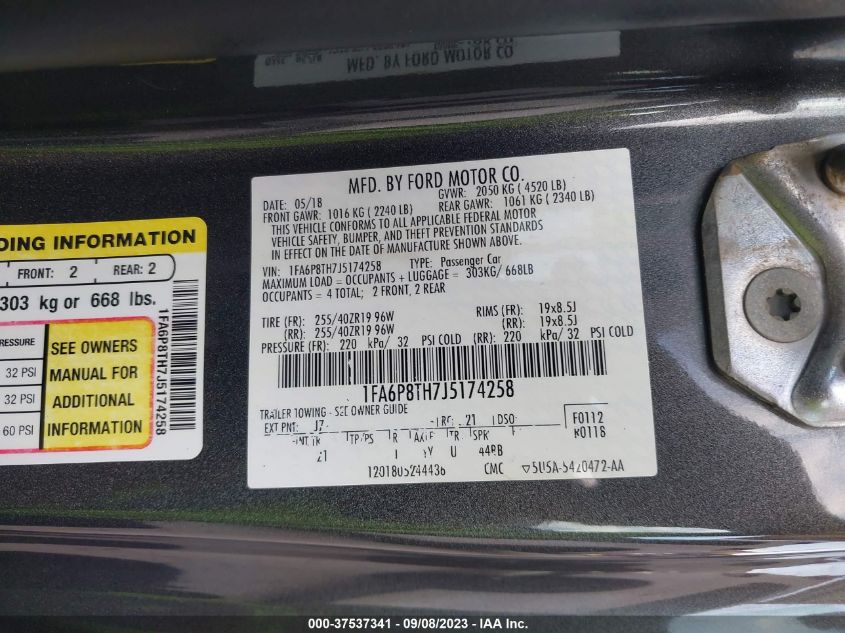 MFD. BY FORD MOTOR CO.
MFD. BY FORD MOTOR CO.
DATE: 05/18 GVWR: 2050 KG ( 4520 LB)
FRONT GAWR: 1016 KG ( 2240 LB) REAR GAWR: 1061 KG ( 2340 LB)
THIS VEHICLE CONFORMS TO ALL APPLICABLE FEDERAL MOTOR
VEHICLE SAFETY, BUMPER, AND THEFT PREVENTION STANDARDS
IN EFFECT ON THE DATE OF MANUFACTURE SHOWN ABOVE.
VIN: 1FA6P8TH7J5174258 TYPE: Passenger Car
MAXIMUM LOAD = OCCUPANTS + LUGGAGE = 303KG/ 668LB
OCCUPANTS = 4 TOTAL; 2 FRONT, 2 REAR
TIRE (FR): 255/40ZR19 96W RIMS (FR): 19x8.5J
(RR): 255/40ZR19 96W (RR): 19x8.5J
PRESSURE (FR): 220 kPa/ 32 PSI COLD (RR): 220 kPa/ 32 PSI COLD
1FA6P8TH7J5174258
TRAILER TOWING - SEE OWNER GUIDE
EXT PNT: J7 RC: 21 DSO: F0112
K0118
21 V U 44RB
CMC
DING INFORMATION
FRONT: 2 REAR: 2
303 kg or 668 lbs.
RESSURE
32 PSI
32 PSI
60 PSI
SEE OWNERS
MANUAL FOR
ADDITIONAL
INFORMATION
1FA6P8TH7J5174258
000-37537341 - 09/08/2023 - IAA Inc.